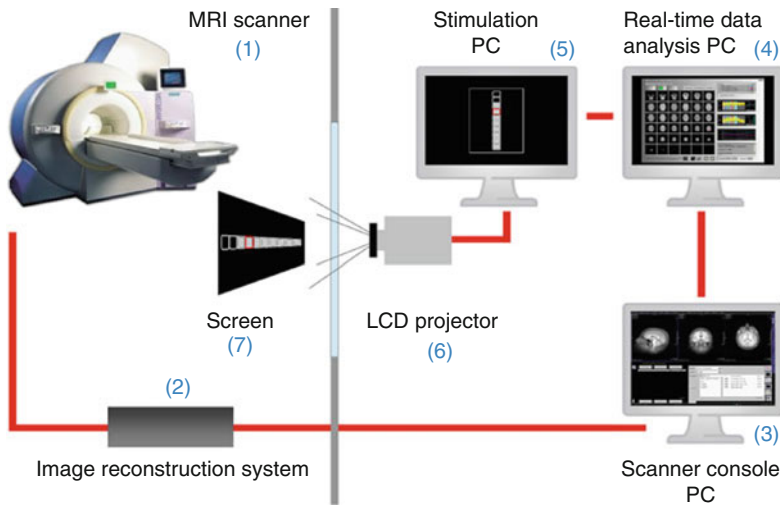 MRI scanner
(1)
Stimulation
PC
(5)
Real-time data
analysis PC
(4)
Screen
(7)
LCD projector
(6)
(2)
Image reconstruction system
(3)
Scanner console
PC